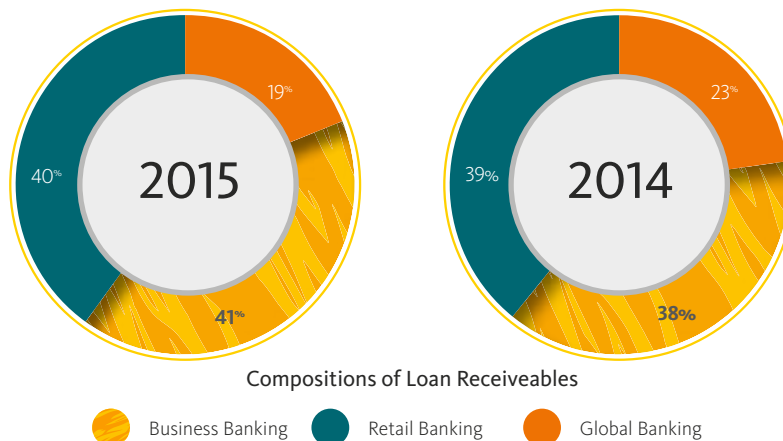 19%
40%
2015
41%
23%
39%
2014
38%
Compositions of Loan Receiveables
Business Banking
Retail Banking
Global Banking